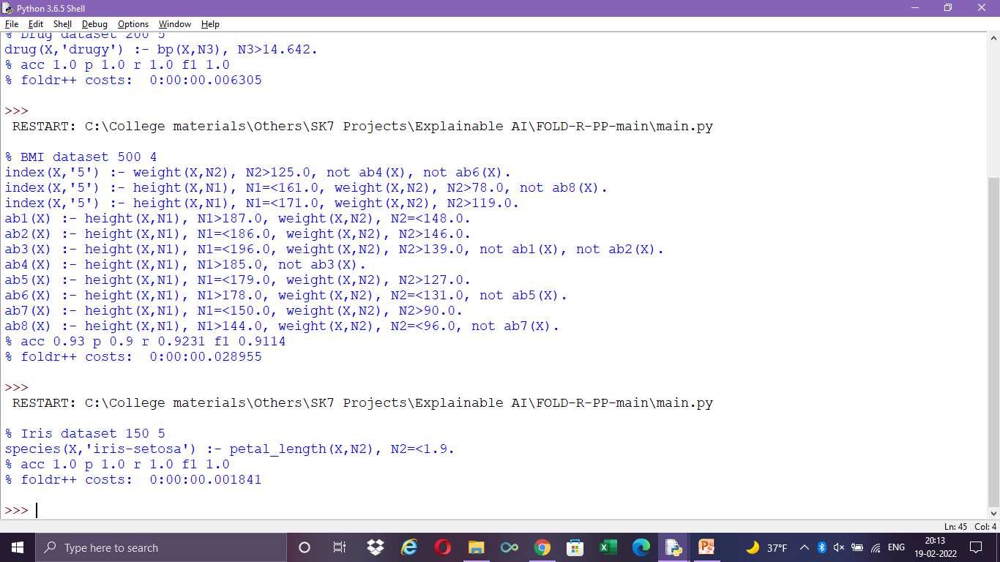 Python 3.6.5 Shell
File Edit Shell Debug Options Window Help
% Drug dataset 200 5
drug(X,'drugy') :- bp(X,N3), N3>14.642.
% acc 1.0 p 1.0 r 1.0 f1 1.0
% foldr++ costs:  0:00:00.006305
>>>
 RESTART: C:\College materials\Others\SK7 Projects\Explainable AI\FOLD-R-PP-main\main.py
% BMI dataset 500 4
index(X,'5') :- weight(X,N2), N2>125.0, not ab4(X), not ab6(X).
index(X,'5') :- height(X,N1), N1=<161.0, weight(X,N2), N2>78.0, not ab8(X).
index(X,'5') :- height(X,N1), N1=<171.0, weight(X,N2), N2>119.0.
ab1(X) :- height(X,N1), N1>187.0, weight(X,N2), N2=<148.0.
ab2(X) :- height(X,N1), N1=<186.0, weight(X,N2), N2>146.0.
ab3(X) :- height(X,N1), N1=<196.0, weight(X,N2), N2>139.0, not ab1(X), not ab2(X).
ab4(X) :- height(X,N1), N1>185.0, not ab3(X).
ab5(X) :- height(X,N1), N1=<179.0, weight(X,N2), N2>127.0.
ab6(X) :- height(X,N1), N1>178.0, weight(X,N2), N2=<131.0, not ab5(X).
ab7(X) :- height(X,N1), N1=<150.0, weight(X,N2), N2>90.0.
ab8(X) :- height(X,N1), N1>144.0, weight(X,N2), N2=<96.0, not ab7(X).
% acc 0.93 p 0.9 r 0.9231 f1 0.9114
% foldr++ costs:  0:00:00.028955
>>>
 RESTART: C:\College materials\Others\SK7 Projects\Explainable AI\FOLD-R-PP-main\main.py
% Iris dataset 150 5
species(X,'iris-setosa') :- petal_length(X,N2), N2=<1.9.
% acc 1.0 p 1.0 r 1.0 f1 1.0
% foldr++ costs:  0:00:00.001841
>>>
Ln: 45 Col: 4
Type here to search
37°F
ENG
20:13
19-02-2022